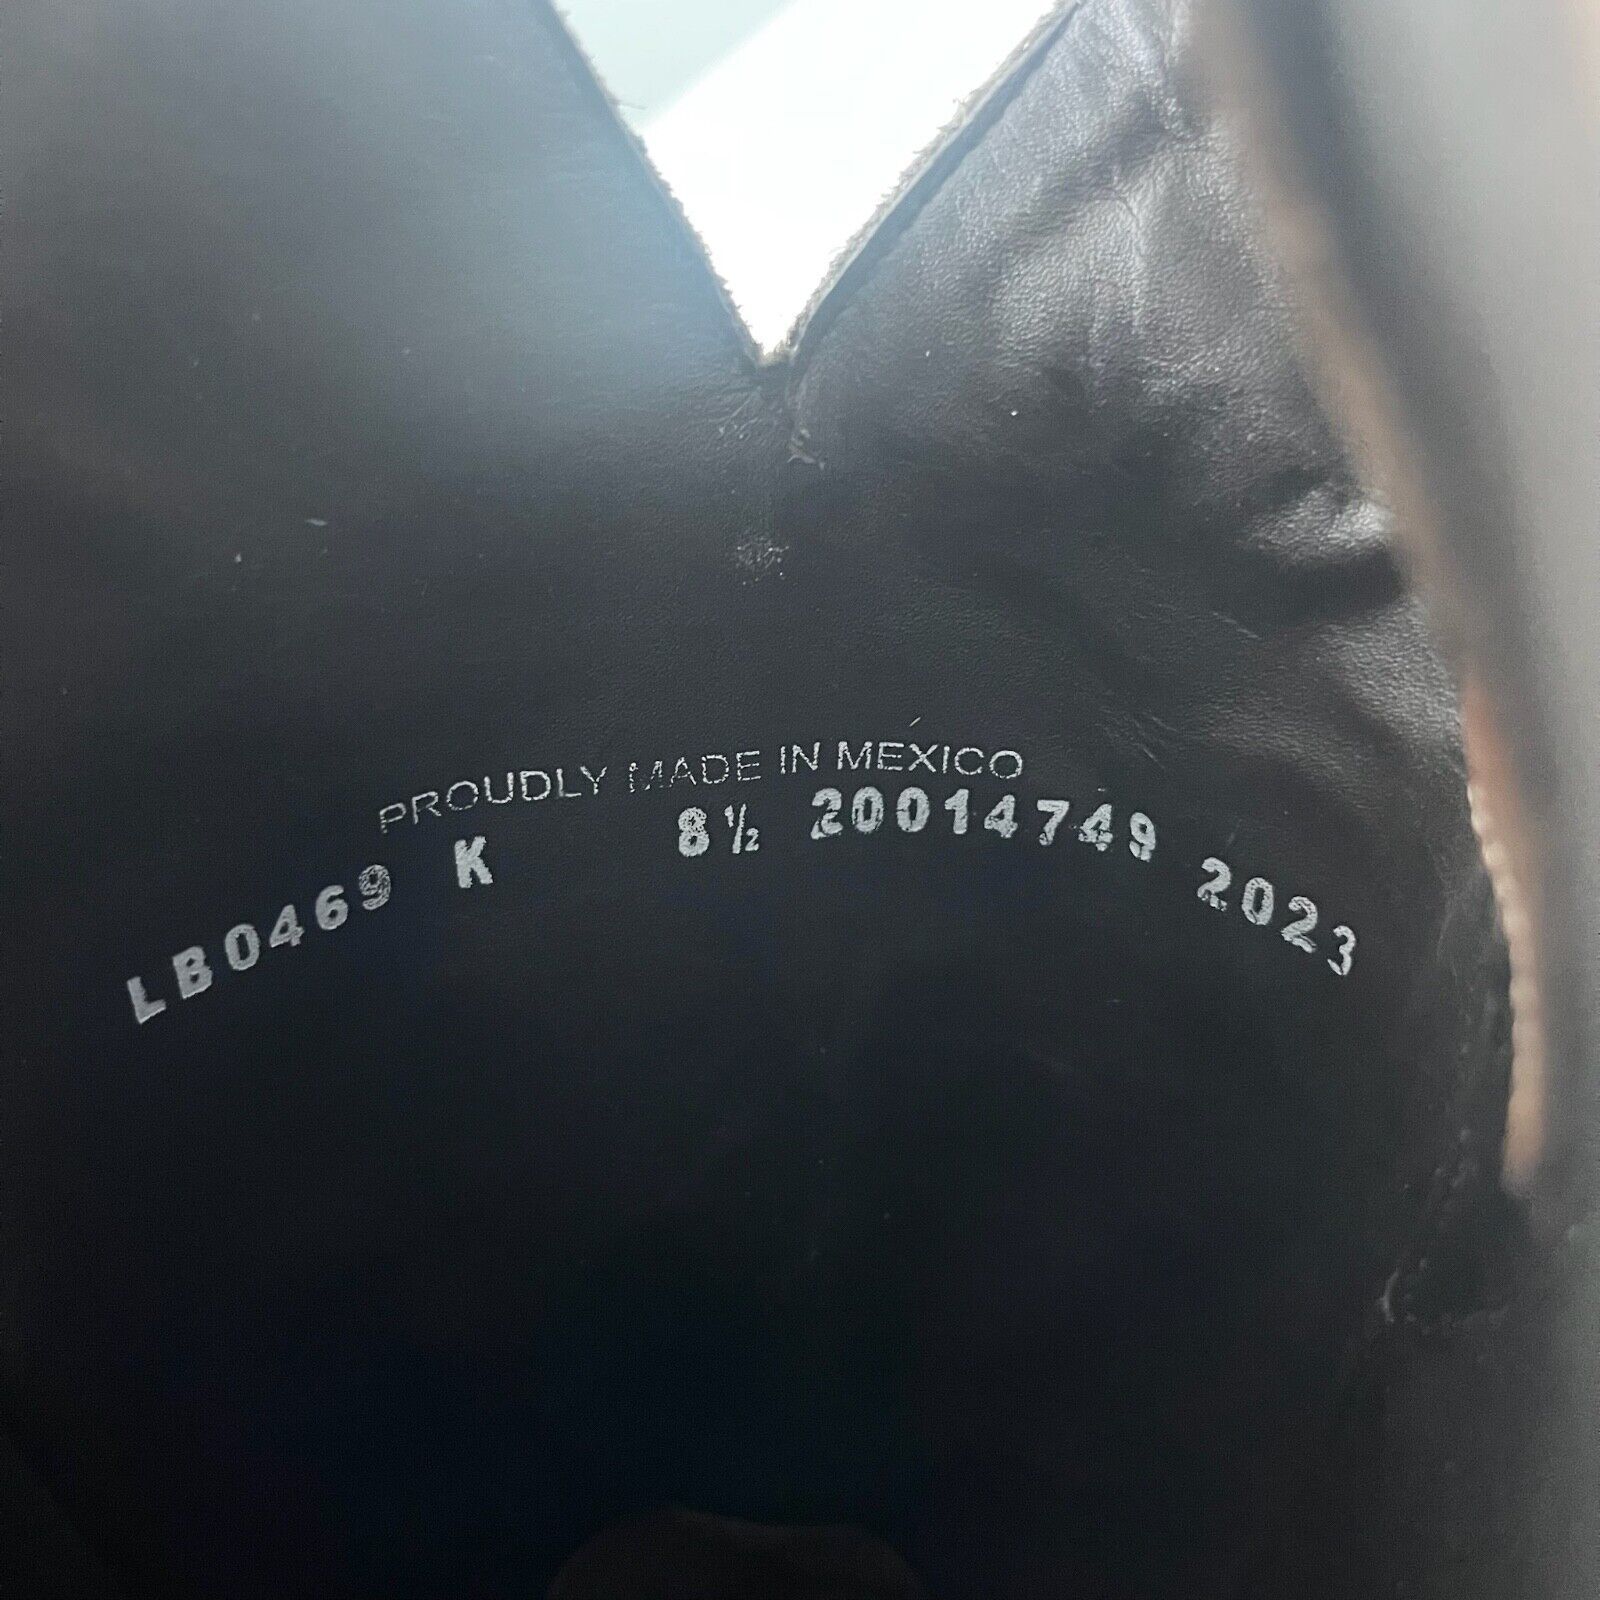 PROUDLY MADE IN MEXICO
LB0469 K 8½ 20014749 2023